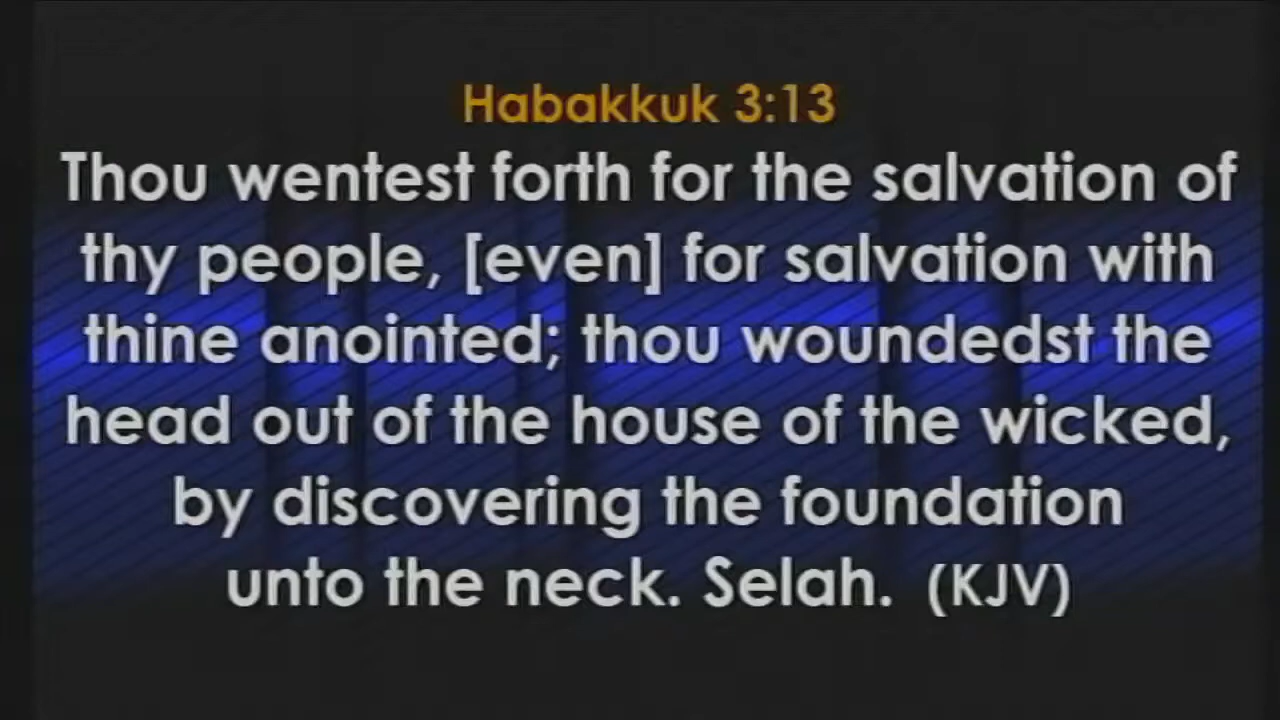 Habakkuk 3:13
Thou wentest forth for the salvation of
thy people, [even] for salvation with
thine anointed; thou woundedst the
head out of the house of the wicked,
by discovering the foundation
unto the neck. Selah. (KJV)